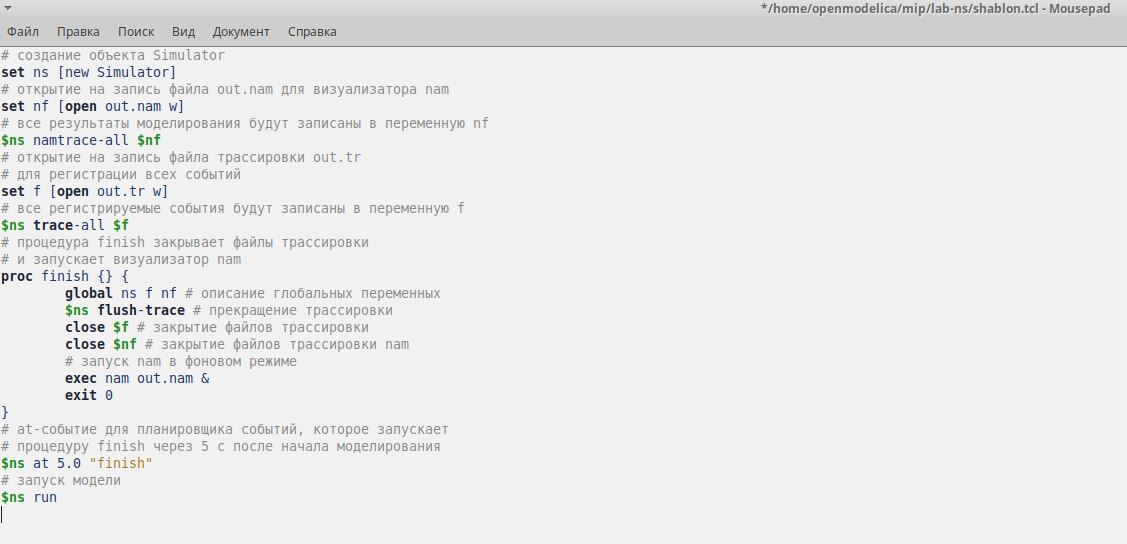 */home/openmodelica/mip/lab-ns/shablon.tcl - Mousepad
Файл Правка Поиск Вид Документ Справка
# создание объекта Simulator
set ns [new Simulator]
# открытие на запись файла out.nam для визуализатора nam
set nf [open out.nam w]
# все результаты моделирования будут записаны в переменную nf
$ns namtrace-all $nf
# открытие на запись файла трассировки out.tr
# для регистрации всех событий
set f [open out.tr w]
# все регистрируемые события будут записаны в переменную f
$ns trace-all $f
# процедура finish закрывает файлы трассировки
# и запускает визуализатор nam
proc finish {} {
        global ns f nf # описание глобальных переменных
        $ns flush-trace # прекращение трассировки
        close $f # закрытие файлов трассировки
        close $nf # закрытие файлов трассировки nam
        # запуск nam в фоновом режиме
        exec nam out.nam &
        exit 0
}
# at-событие для планировщика событий, которое запускает
# процедуру finish через 5 с после начала моделирования
$ns at 5.0 "finish"
# запуск модели
$ns run